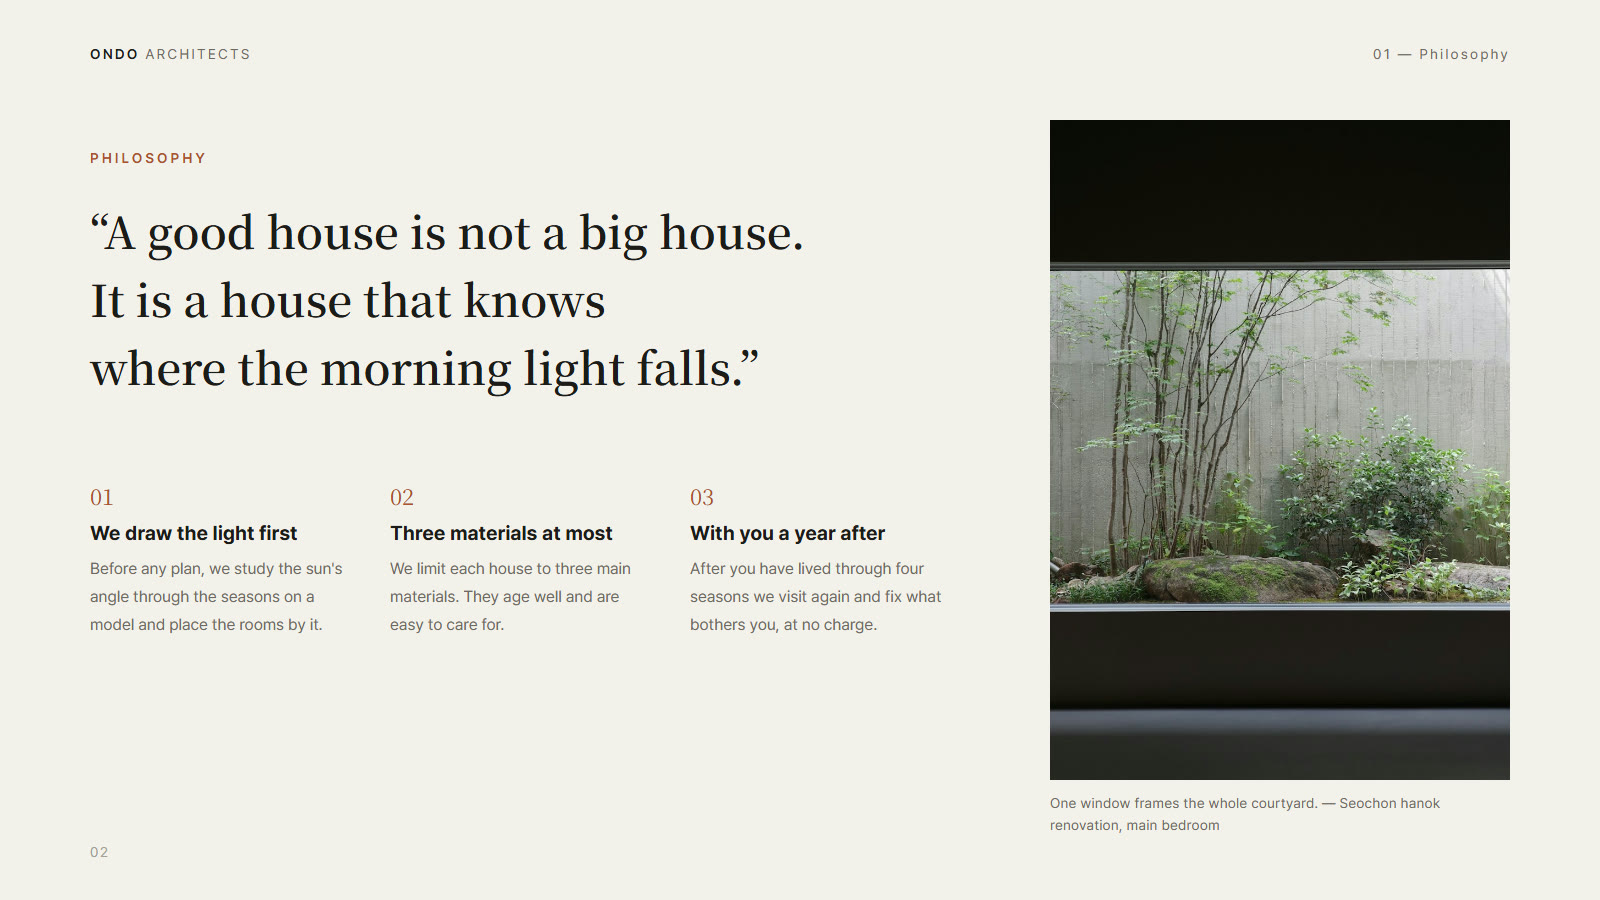 ONDO ARCHITECTS
01 — Philosophy
PHILOSOPHY
“A good house is not a big house.
It is a house that knows
where the morning light falls.”
01
We draw the light first
Before any plan, we study the sun's
angle through the seasons on a
model and place the rooms by it.
02
Three materials at most
We limit each house to three main
materials. They age well and are
easy to care for.
03
With you a year after
After you have lived through four
seasons we visit again and fix what
bothers you, at no charge.
One window frames the whole courtyard. — Seochon hanok
renovation, main bedroom
02